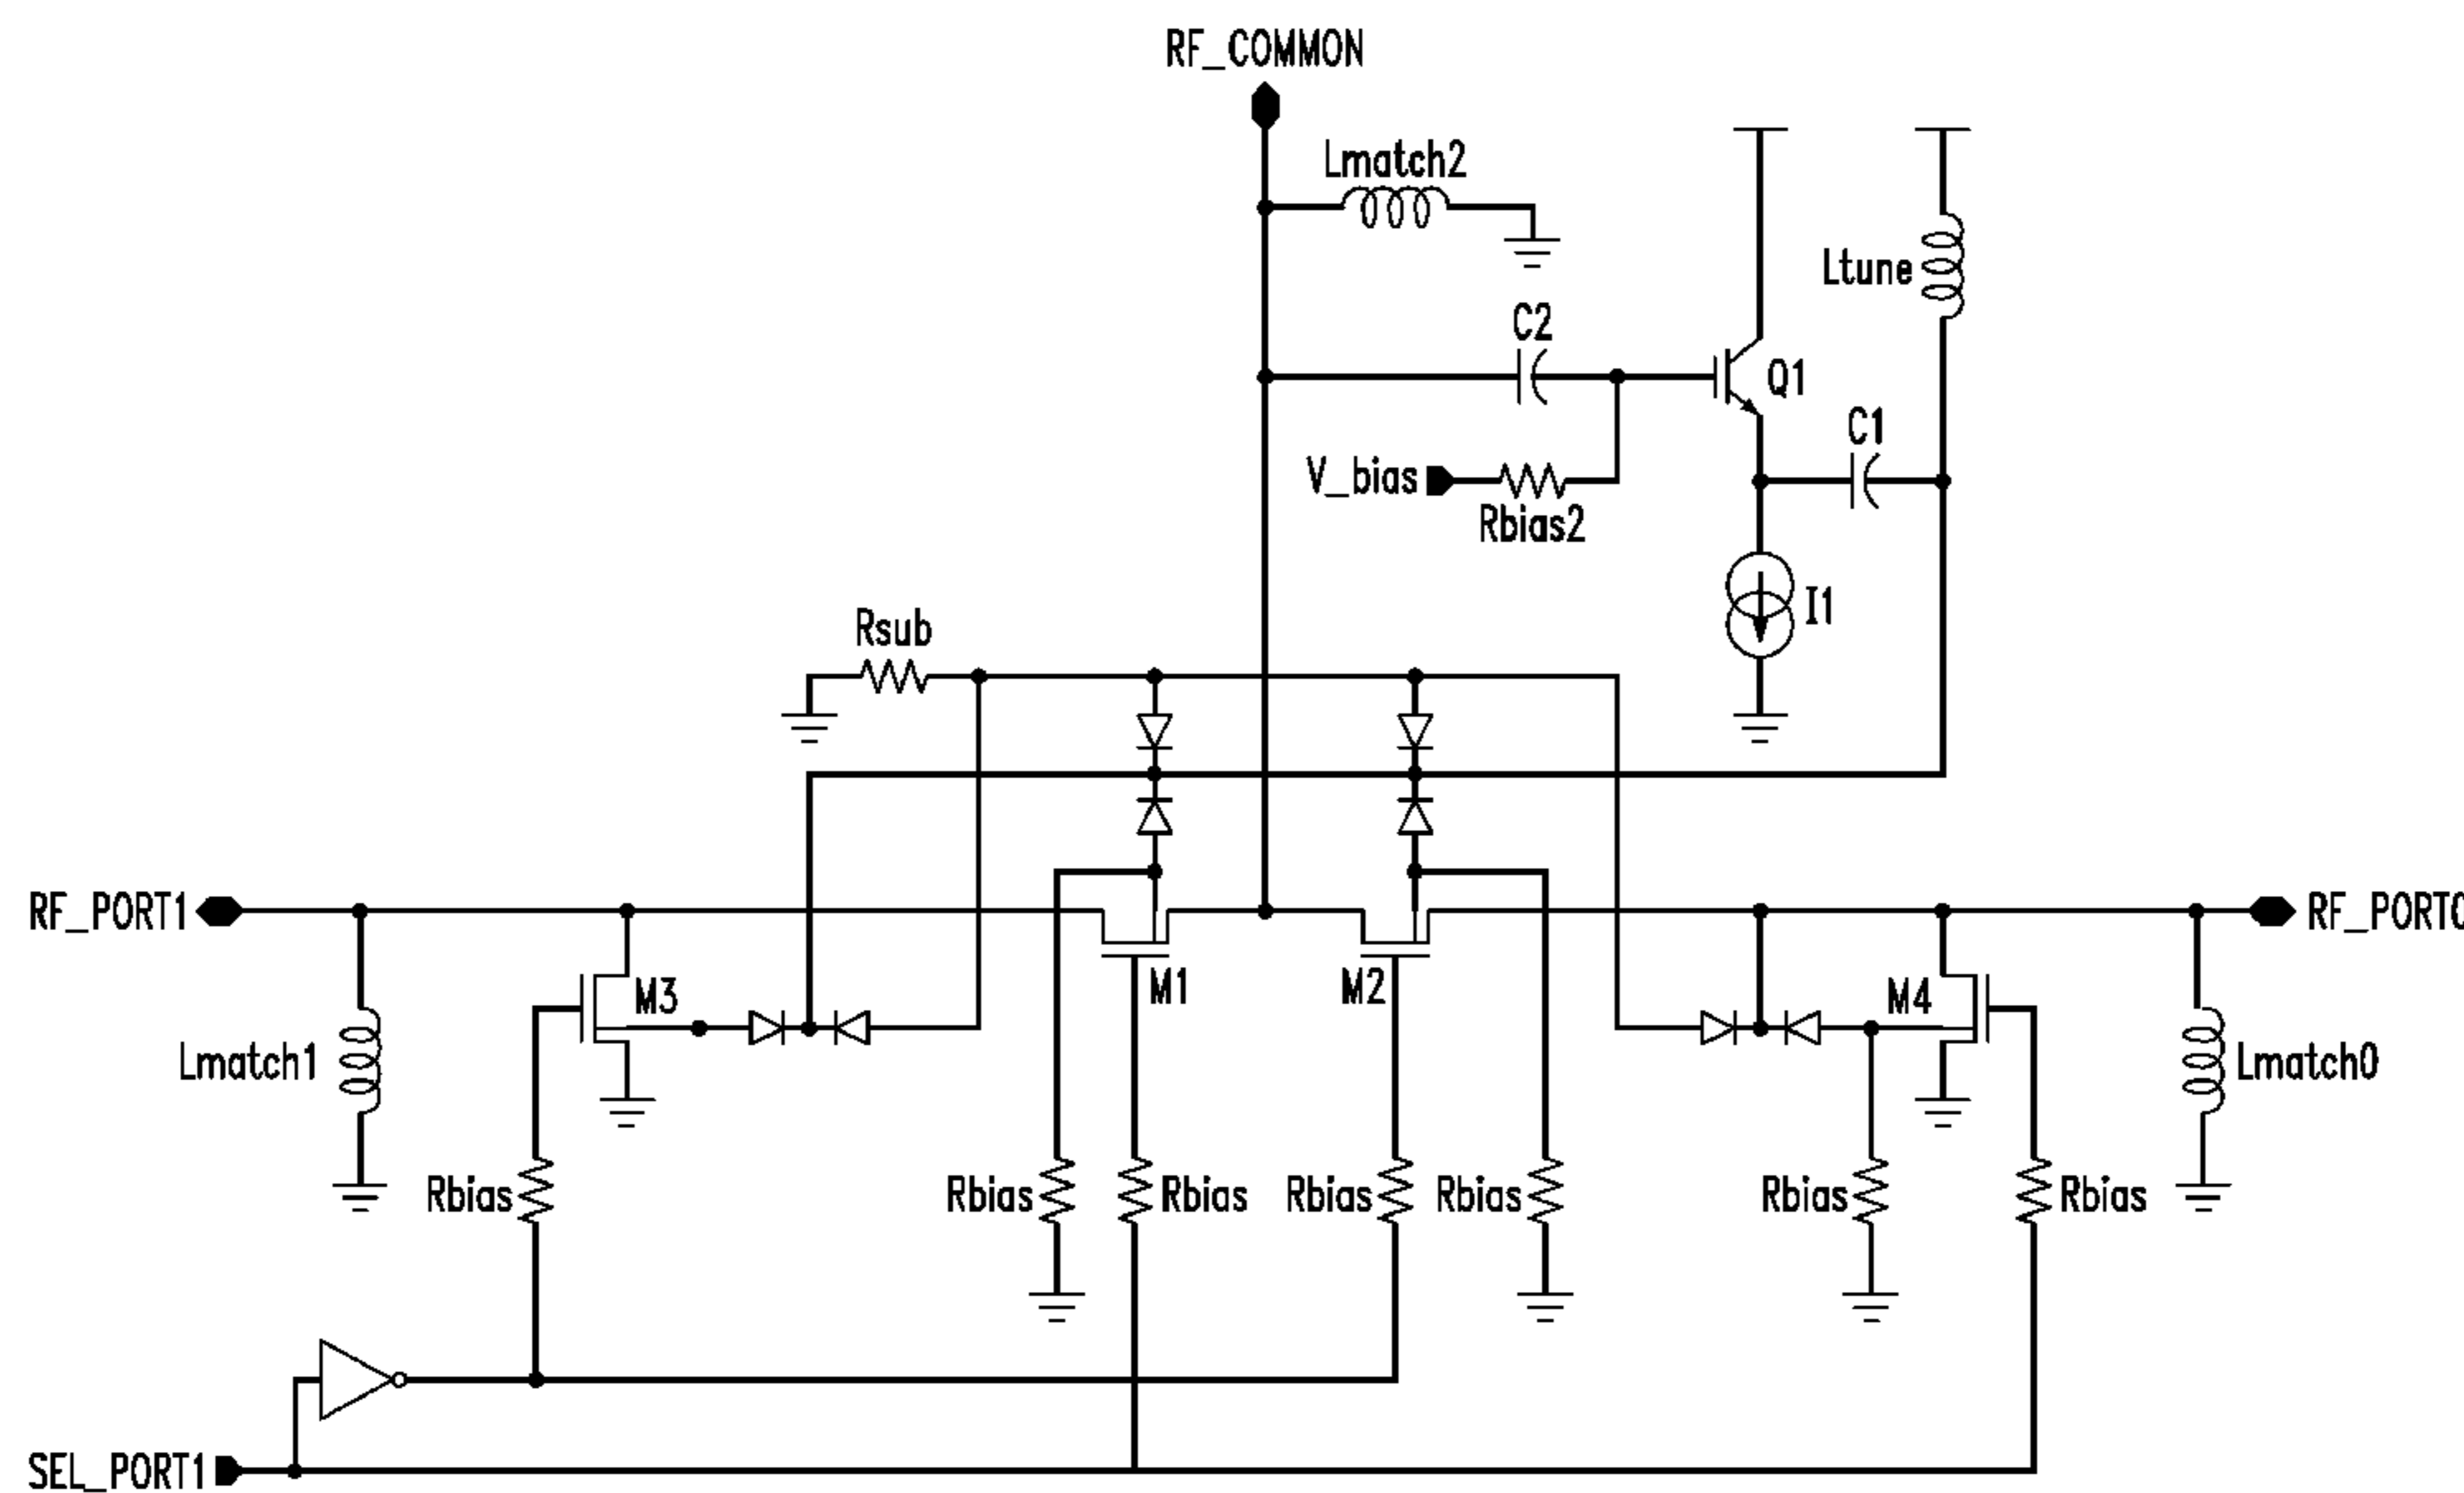 RF_COMMON
Lmatch2
Ltune
C2
Q1
C1
V_bias
Rbias2
I1
Rsub
RF_PORT1
RF_PORT0
M3
M1
M2
M4
Lmatch1
Lmatch0
Rbias
Rbias
Rbias
Rbias
Rbias
Rbias
Rbias
SEL_PORT1